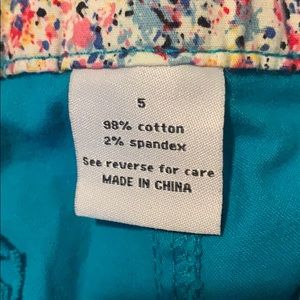 5
98% cotton
2% spandex
See reverse for care
MADE IN CHINA